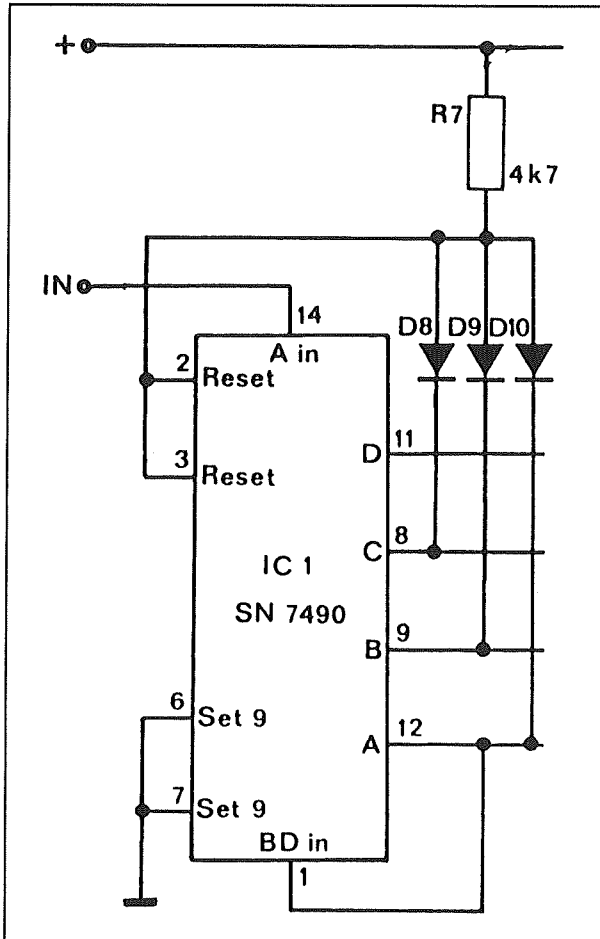 +
R7
4k7
IN
14
D8 D9 D10
A in
2 Reset
D 11
3 Reset
C 8
IC 1
SN 7490
B 9
6 Set 9
A 12
7 Set 9
BD in
1